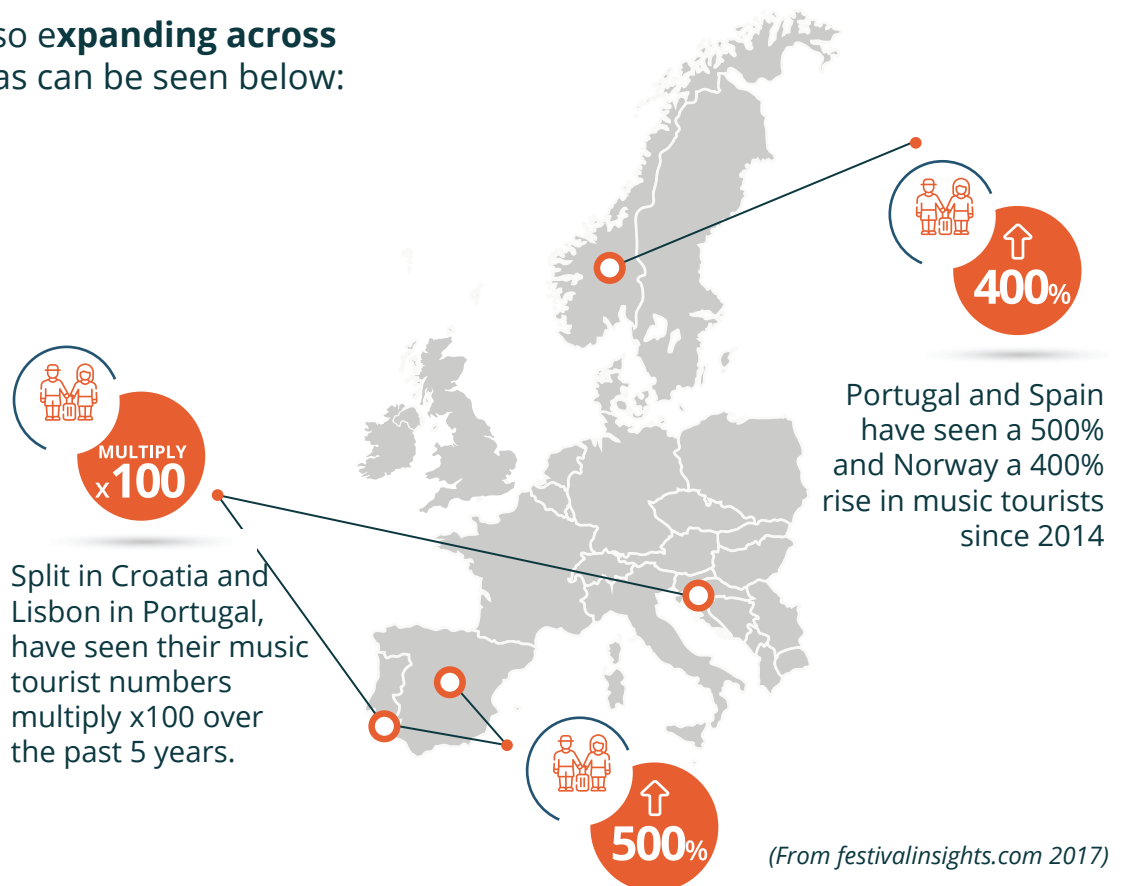 so expanding across
as can be seen below:
400%
Portugal and Spain
have seen a 500%
and Norway a 400%
rise in music tourists
since 2014
MULTIPLY
x100
Split in Croatia and
Lisbon in Portugal,
have seen their music
tourist numbers
multiply x100 over
the past 5 years.
500%
(From festivalinsights.com 2017)